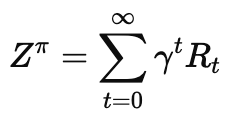 Z^π = ∑_{t=0}^{∞} γ^t R_t